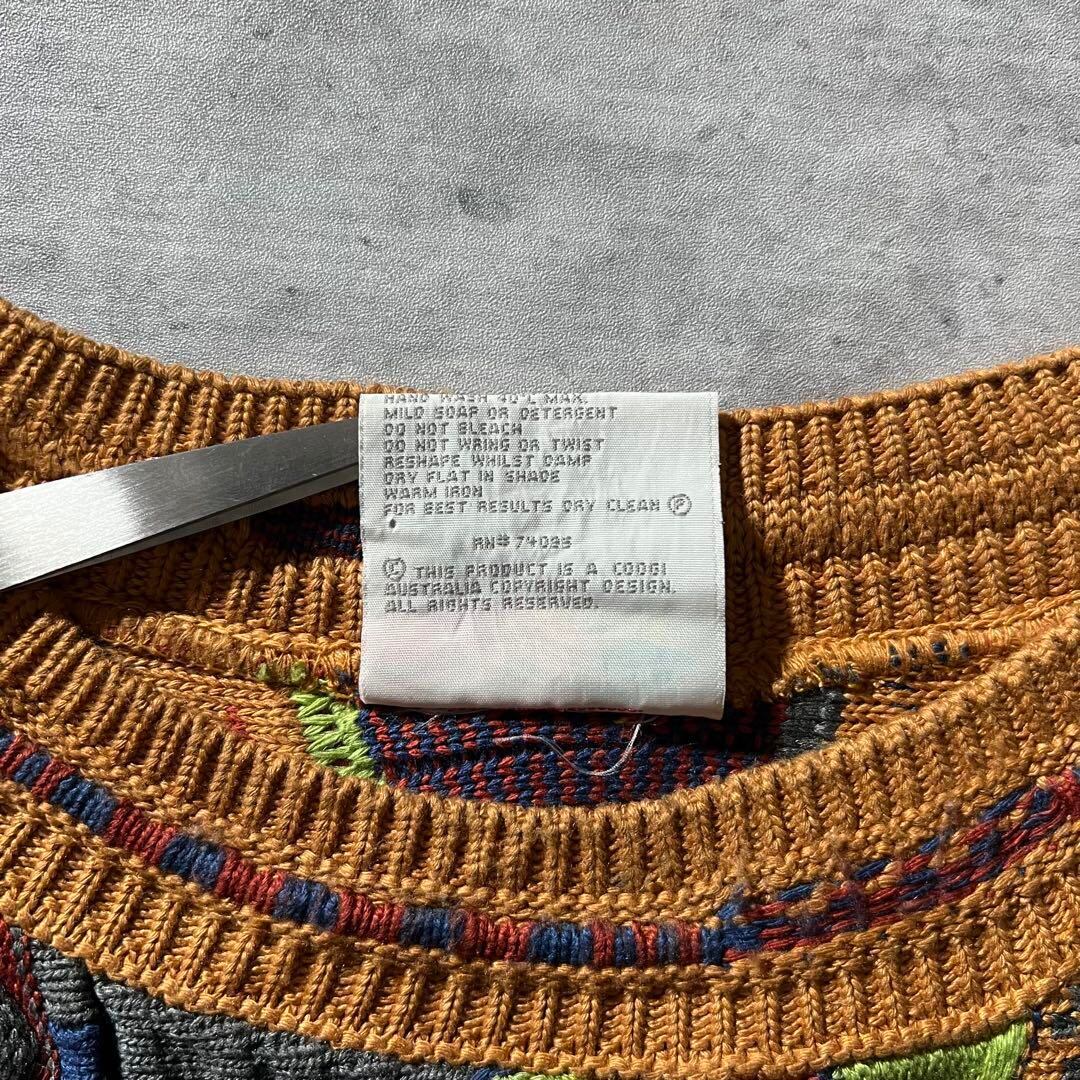 HAND WASH 40°C MAX.
MILD SOAP OR DETERGENT
DO NOT BLEACH
DO NOT WRING OR TWIST
RESHAPE WHILST DAMP
DRY FLAT IN SHADE
WARM IRON
FOR BEST RESULTS DRY CLEAN Ⓟ
RN# 74095
© THIS PRODUCT IS A COOGI
AUSTRALIA COPYRIGHT DESIGN.
ALL RIGHTS RESERVED.